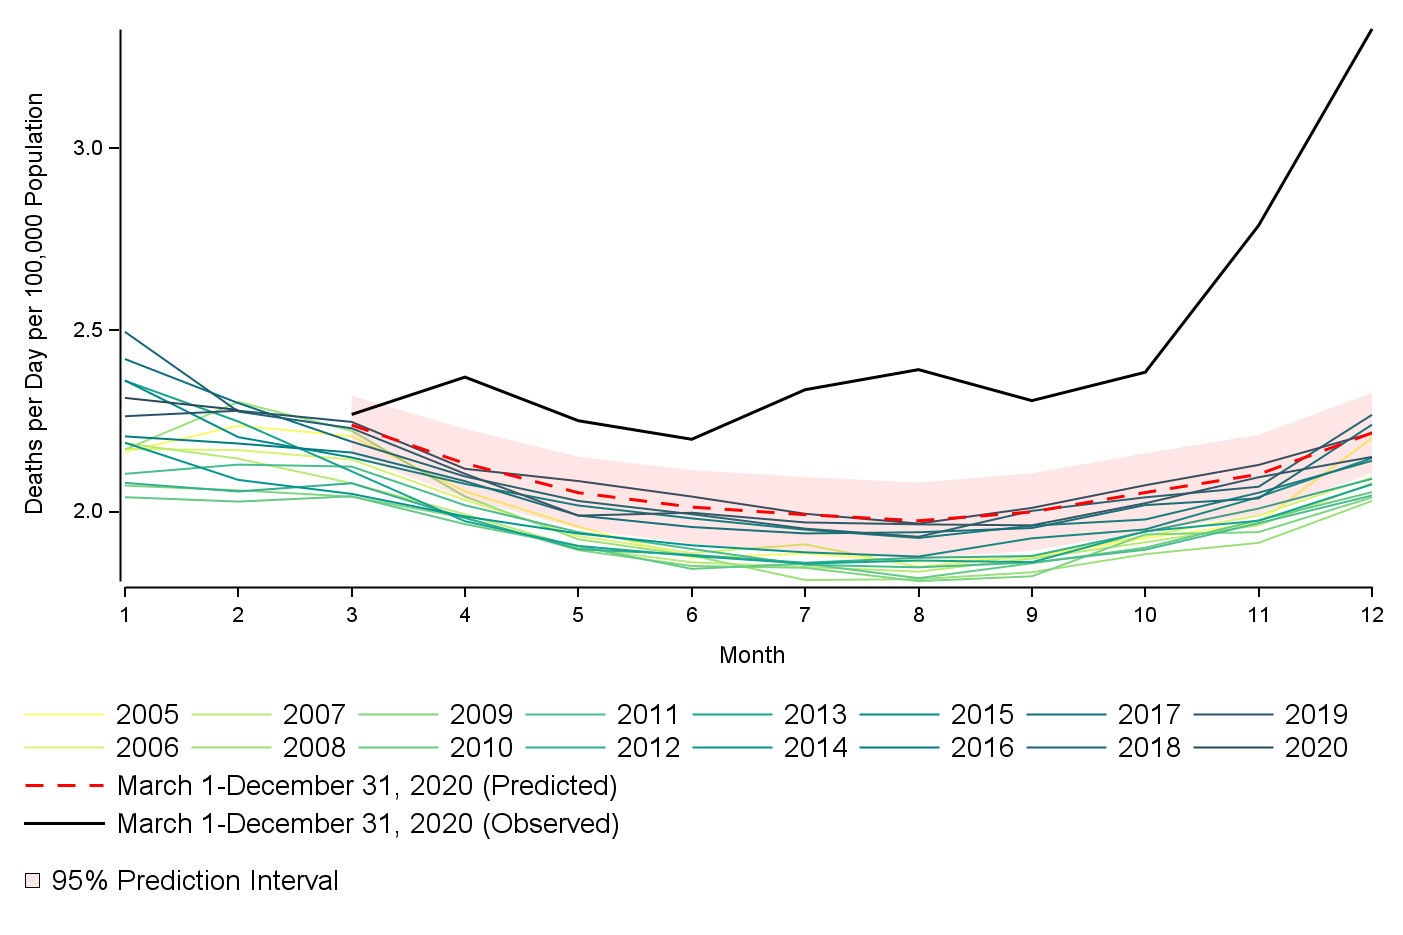 Deaths per Day per 100,000 Population
3.0
2.5
2.0
1 2 3 4 5 6 7 8 9 10 11 12
Month
2005 2007 2009 2011 2013 2015 2017 2019
2006 2008 2010 2012 2014 2016 2018 2020
March 1-December 31, 2020 (Predicted)
March 1-December 31, 2020 (Observed)
95% Prediction Interval